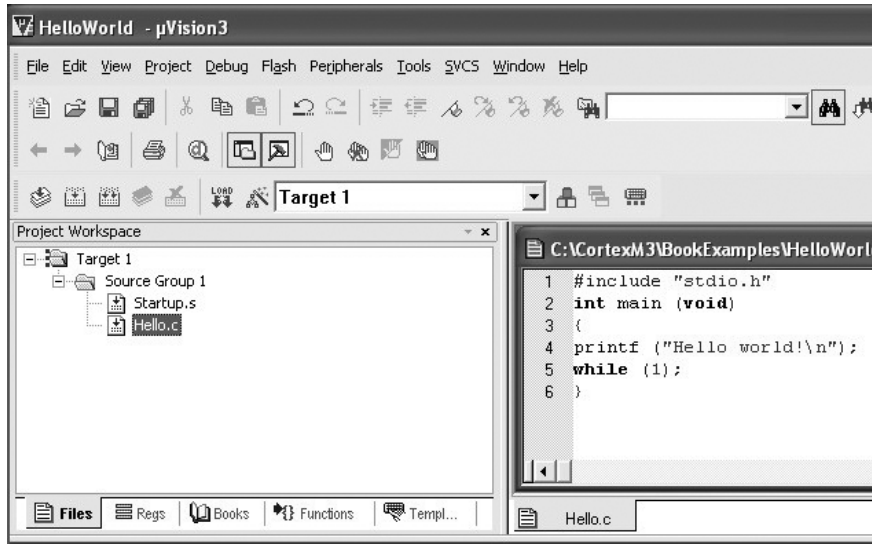 HelloWorld - µVision3
File Edit View Project Debug Flash Peripherals Tools SVCS Window Help
LOAD
Target 1
Project Workspace
Target 1
Source Group 1
Startup.s
Hello.c
Files Regs Books Functions Templ...
C:\CortexM3\BookExamples\HelloWorl
1 #include "stdio.h"
2 int main (void)
3 {
4 printf ("Hello world!\n");
5 while (1);
6 }
Hello.c